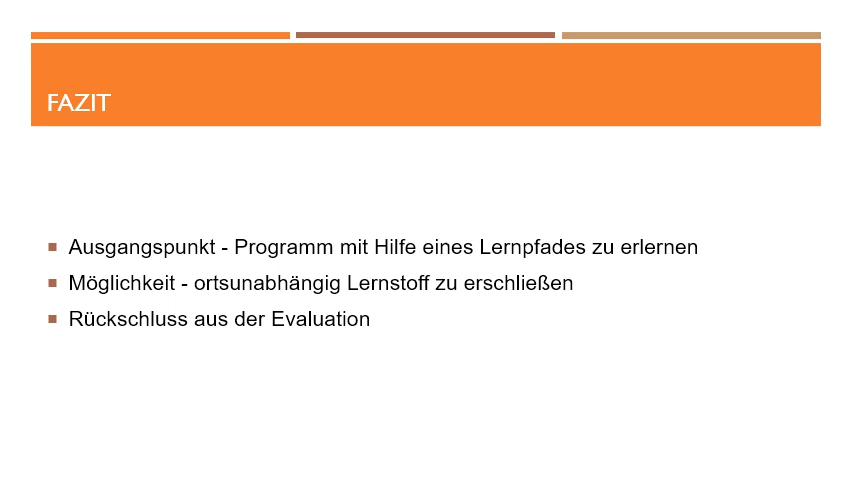 FAZIT
Ausgangspunkt - Programm mit Hilfe eines Lernpfades zu erlernen
Möglichkeit - ortsunabhängig Lernstoff zu erschließen
Rückschluss aus der Evaluation